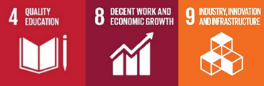 4 QUALITY
EDUCATION
8 DECENT WORK AND
ECONOMIC GROWTH
9 INDUSTRY, INNOVATION
AND INFRASTRUCTURE